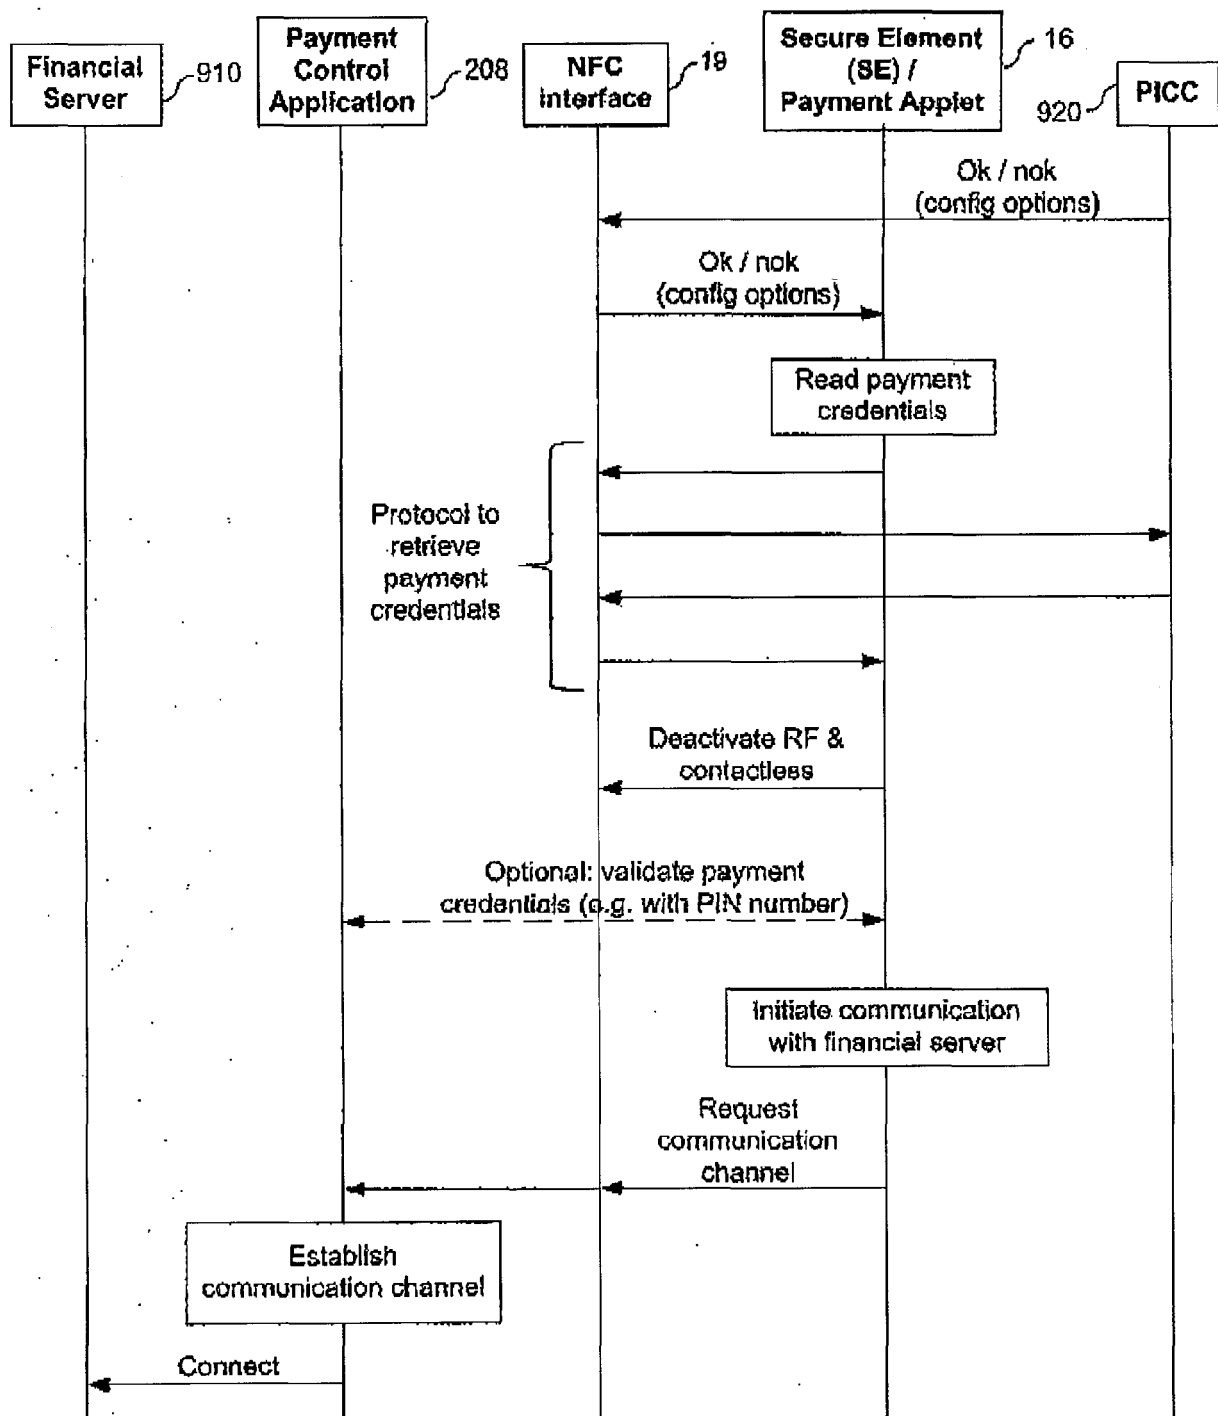 Financial
Server
910
Payment
Control
Application
208
NFC
interface
19
Secure Element
(SE) /
Payment Applet
16
PICC
920
Ok / nok
(config options)
Ok / nok
(config options)
Read payment
credentials
Protocol to
retrieve
payment
credentials
Deactivate RF &
contactless
Optional: validate payment
credentials (e.g. with PIN number)
Initiate communication
with financial server
Request
communication
channel
Establish
communication channel
Connect